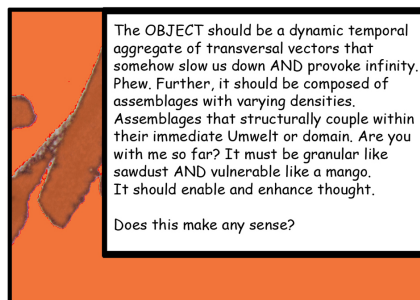 The OBJECT should be a dynamic temporal
aggregate of transversal vectors that
somehow slow us down AND provoke infinity.
Phew. Further, it should be composed of
assemblages with varying densities.
Assemblages that structurally couple within
their immediate Umwelt or domain. Are you
with me so far? It must be granular like
sawdust AND vulnerable like a mango.
It should enable and enhance thought.
Does this make any sense?